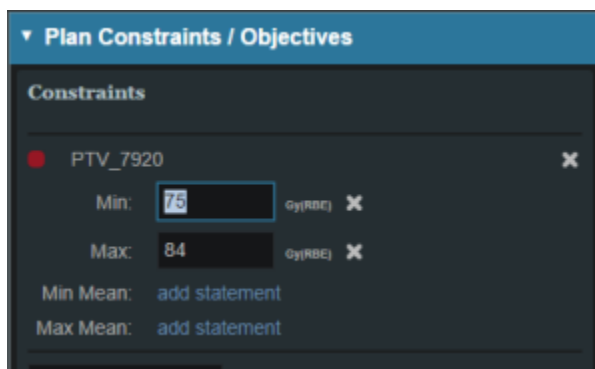 Plan Constraints / Objectives
Constraints
PTV_7920
Min: 75 Gy(RBE)
Max: 84 Gy(RBE)
Min Mean: add statement
Max Mean: add statement